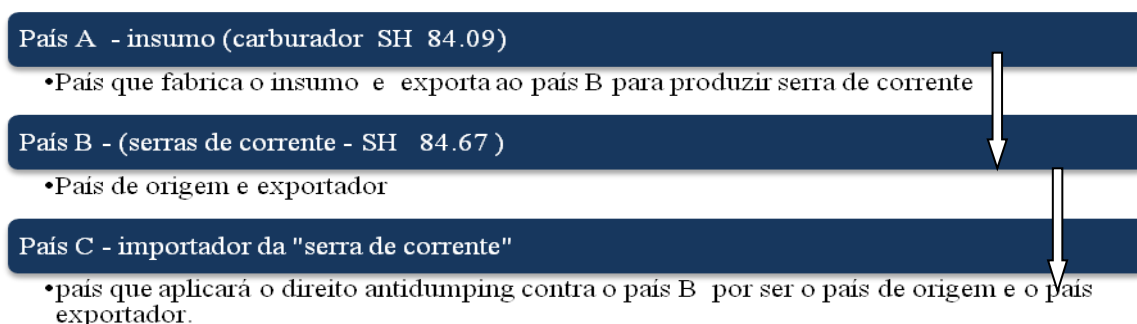 País A  - insumo (carburador  SH  84.09)
•País que fabrica o insumo  e  exporta ao país B para produzir serra de corrente
País B - (serras de corrente - SH   84.67 )
•País de origem e exportador
País C - importador da "serra de corrente"
•país que aplicará o direito antidumping contra o país B  por ser o país de origem e o país
exportador.